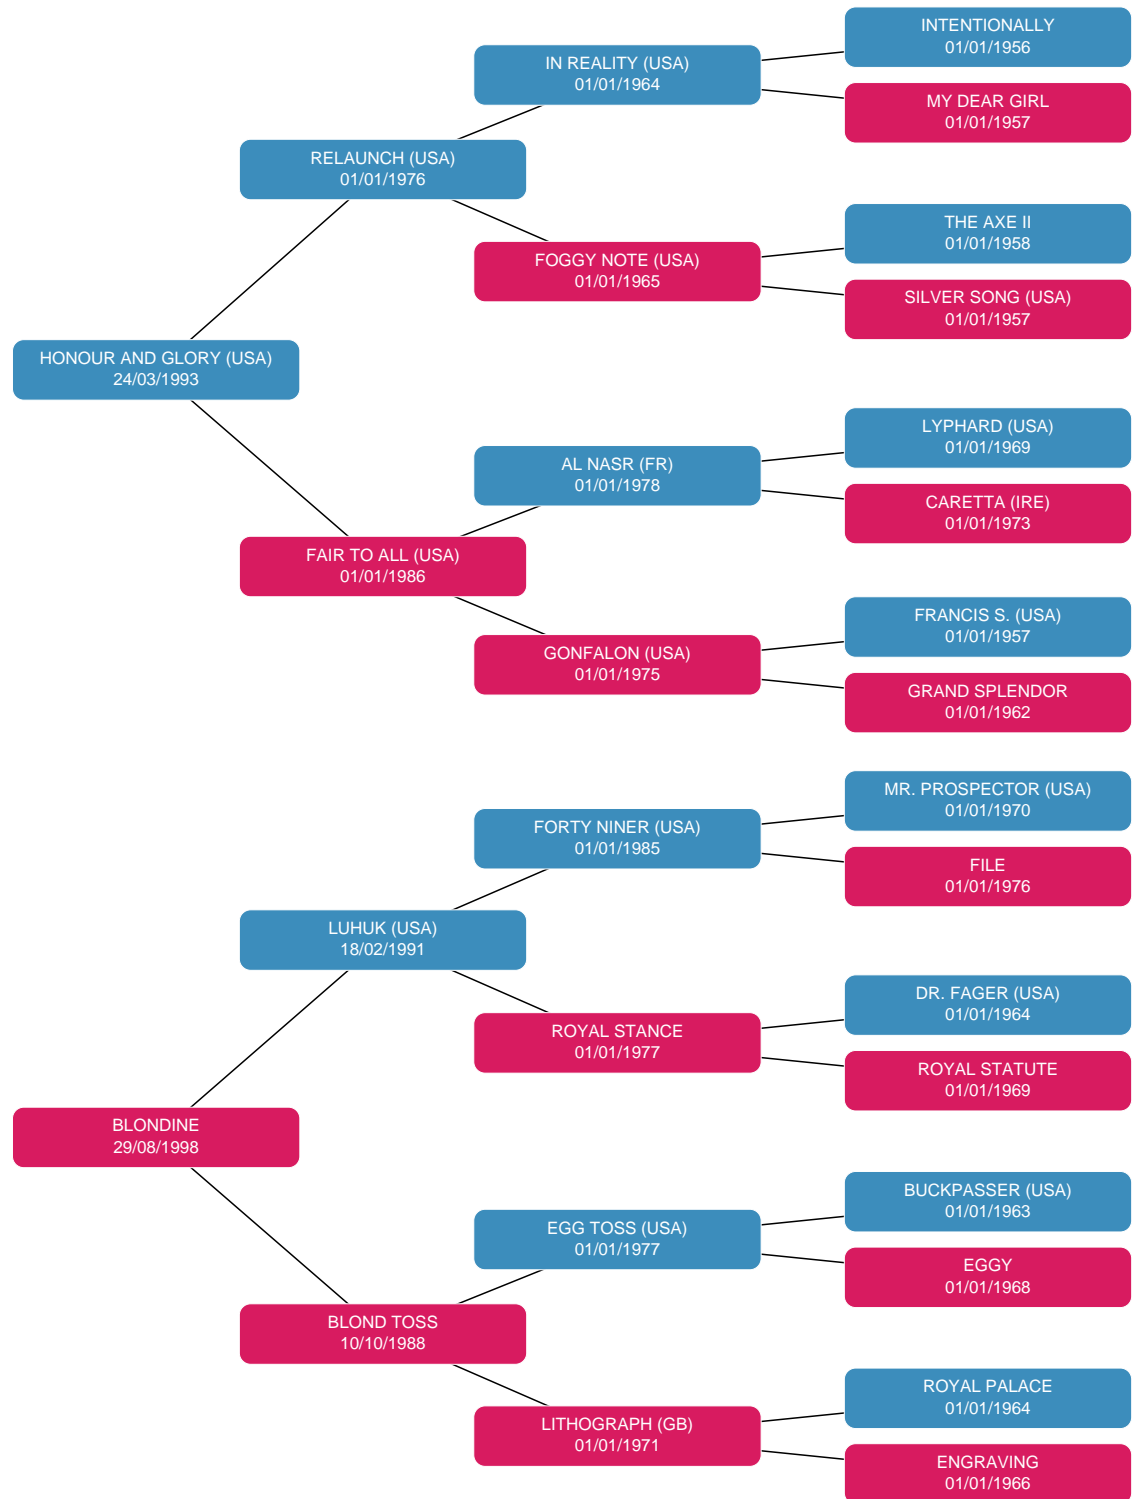 INTENTIONALLY
01/01/1956
IN REALITY (USA)
01/01/1964
MY DEAR GIRL
01/01/1957
RELAUNCH (USA)
01/01/1976
THE AXE II
01/01/1958
FOGGY NOTE (USA)
01/01/1965
SILVER SONG (USA)
01/01/1957
HONOUR AND GLORY (USA)
24/03/1993
LYPHARD (USA)
01/01/1969
AL NASR (FR)
01/01/1978
CARETTA (IRE)
01/01/1973
FAIR TO ALL (USA)
01/01/1986
FRANCIS S. (USA)
01/01/1957
GONFALON (USA)
01/01/1975
GRAND SPLENDOR
01/01/1962
MR. PROSPECTOR (USA)
01/01/1970
FORTY NINER (USA)
01/01/1985
FILE
01/01/1976
LUHUK (USA)
18/02/1991
DR. FAGER (USA)
01/01/1964
ROYAL STANCE
01/01/1977
ROYAL STATUTE
01/01/1969
BLONDINE
29/08/1998
BUCKPASSER (USA)
01/01/1963
EGG TOSS (USA)
01/01/1977
EGGY
01/01/1968
BLOND TOSS
10/10/1988
ROYAL PALACE
01/01/1964
LITHOGRAPH (GB)
01/01/1971
ENGRAVING
01/01/1966